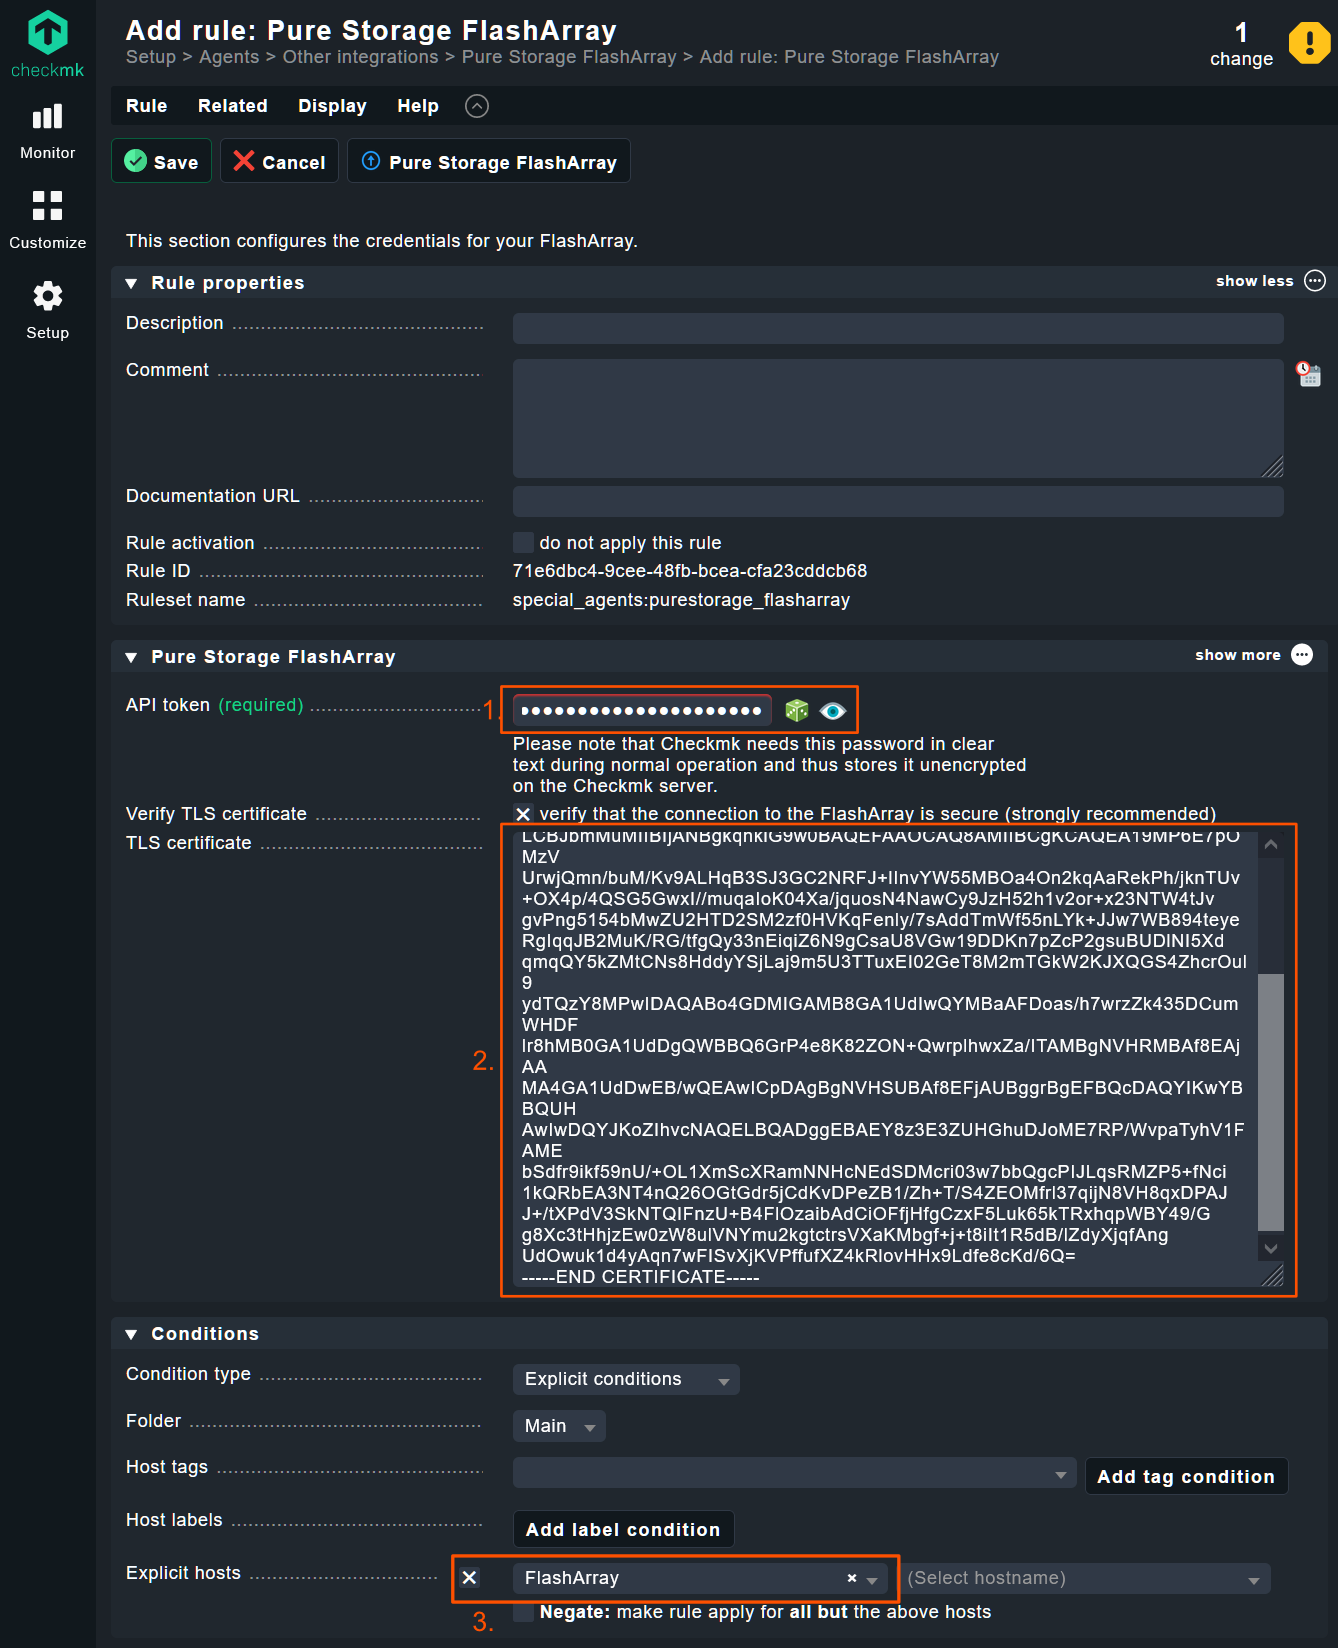 Add rule: Pure Storage FlashArray
Setup > Agents > Other integrations > Pure Storage FlashArray > Add rule: Pure Storage FlashArray
1
change
checkmk
Monitor
Customize
Setup
Rule Related Display Help
Save Cancel Pure Storage FlashArray
This section configures the credentials for your FlashArray.
Rule properties show less
Description
Comment
Documentation URL
Rule activation do not apply this rule
Rule ID 71e6dbc4-9cee-48fb-bcea-cfa23cddcb68
Ruleset name special_agents:purestorage_flasharray
Pure Storage FlashArray show more
API token (required) 1. ●●●●●●●●●●●●●●●●●●●●●
Please note that Checkmk needs this password in clear
text during normal operation and thus stores it unencrypted
on the Checkmk server.
Verify TLS certificate verify that the connection to the FlashArray is secure (strongly recommended)
TLS certificate
2.
MzV
UrwjQmn/buM/Kv9ALHqB3SJ3GC2NRFJ+IInvYW55MBOa4On2kqAaRekPh/jknTUv
+OX4p/4QSG5GwxI//muqaIoK04Xa/jquosN4NawCy9JzH52h1v2or+x23NTW4tJv
gvPng5154bMwZU2HTD2SM2zf0HVKqFenly/7sAddTmWf55nLYk+JJw7WB894teye
RgIqqJB2MuK/RG/tfgQy33nEiqiZ6N9gCsaU8VGw19DDKn7pZcP2gsuBUDlNI5Xd
qmqQY5kZMtCNs8HddyYSjLaj9m5U3TTuxEI02GeT8M2mTGkW2KJXQGS4ZhcrOul
9
ydTQzY8MPwIDAQABo4GDMIGAMB8GA1UdIwQYMBaAFDoas/h7wrzZk435DCum
WHDF
lr8hMB0GA1UdDgQWBBQ6GrP4e8K82ZON+QwrplhwxZa/ITAMBgNVHRMBAf8EAj
AA
MA4GA1UdDwEB/wQEAwICpDAgBgNVHSUBAf8EFjAUBggrBgEFBQcDAQYIKwYB
BQUH
AwIwDQYJKoZIhvcNAQELBQADggEBAEY8z3E3ZUHGhuDJoME7RP/WvpaTyhV1F
AME
bSdfr9ikf59nU/+OL1XmScXRamNNHcNEdSDMcri03w7bbQgcPIJLqsRMZP5+fNci
1kQRbEA3NT4nQ26OGtGdr5jCdKvDPeZB1/Zh+T/S4ZEOMfrl37qijN8VH8qxDPAJ
J+/tXPdV3SkNTQIFnzU+B4FlOzaibAdCiOFfjHfgCzxF5Luk65kTRxhqpWBY49/G
g8Xc3tHhjzEw0zW8ulVNYmu2kgtctrsVXaKMbgf+j+t8iIt1R5dB/lZdyXjqfAng
UdOwuk1d4yAqn7wFISvXjKVPffufXZ4kRlovHHx9Ldfe8cKd/6Q=
-----END CERTIFICATE-----
Conditions
Condition type Explicit conditions
Folder Main
Host tags Add tag condition
Host labels Add label condition
Explicit hosts FlashArray (Select hostname)
3. Negate: make rule apply for all but the above hosts